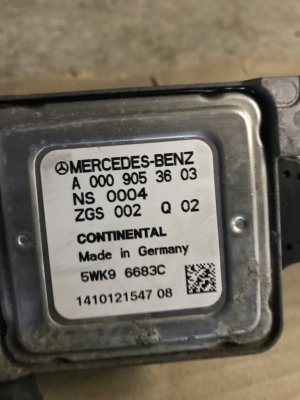 MERCEDES-BENZ
A 000 905 36 03
NS 0004
ZGS 002 Q 02
CONTINENTAL
Made in Germany
5WK9 6683C
1410121547 08